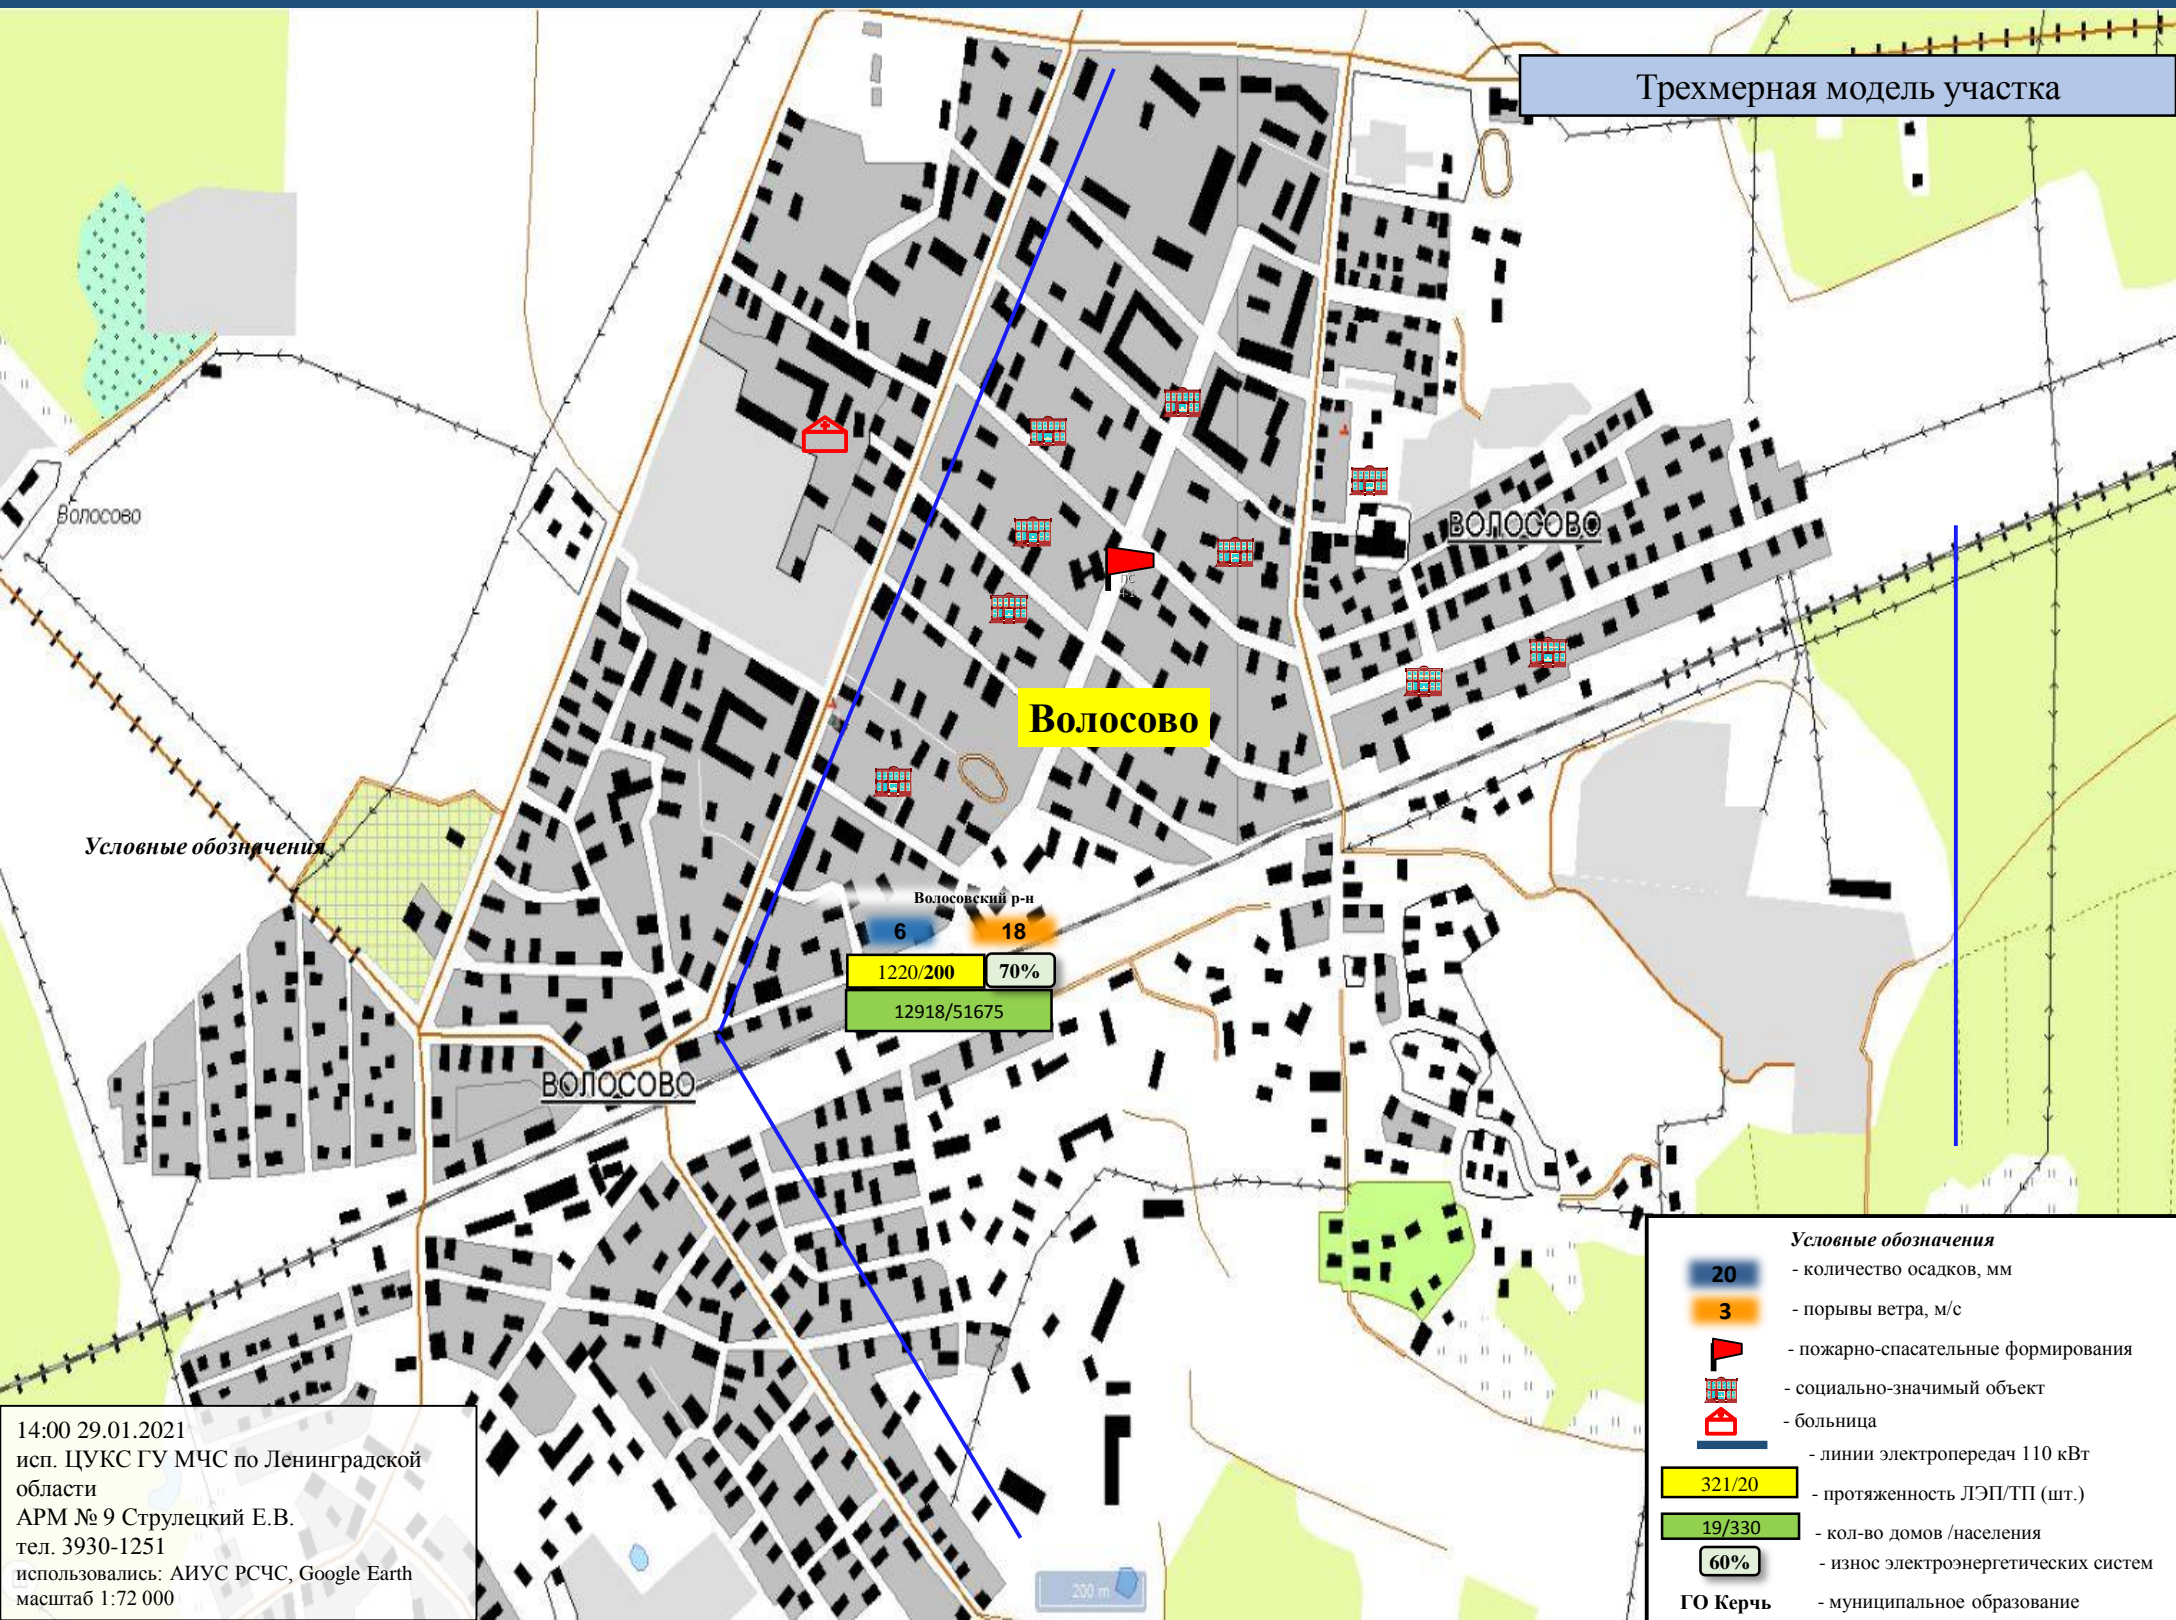 Трехмерная модель участка
Волосово
ВОЛОСОВО
ПС
Волосово
Условные обозначения
Волосовский р-н
6 18
1220/200 70%
12918/51675
ВОЛОСОВО
14:00 29.01.2021
исп. ЦУКС ГУ МЧС по Ленинградской
области
АРМ № 9 Струлецкий Е.В.
тел. 3930-1251
использовались: АИУС РСЧС, Google Earth
масштаб 1:72 000
200 m
Условные обозначения
20 - количество осадков, мм
3 - порывы ветра, м/с
- пожарно-спасательные формирования
- социально-значимый объект
- больница
- линии электропередач 110 кВт
321/20 - протяженность ЛЭП/ТП (шт.)
19/330 - кол-во домов /населения
60% - износ электроэнергетических систем
ГО Керчь - муниципальное образование